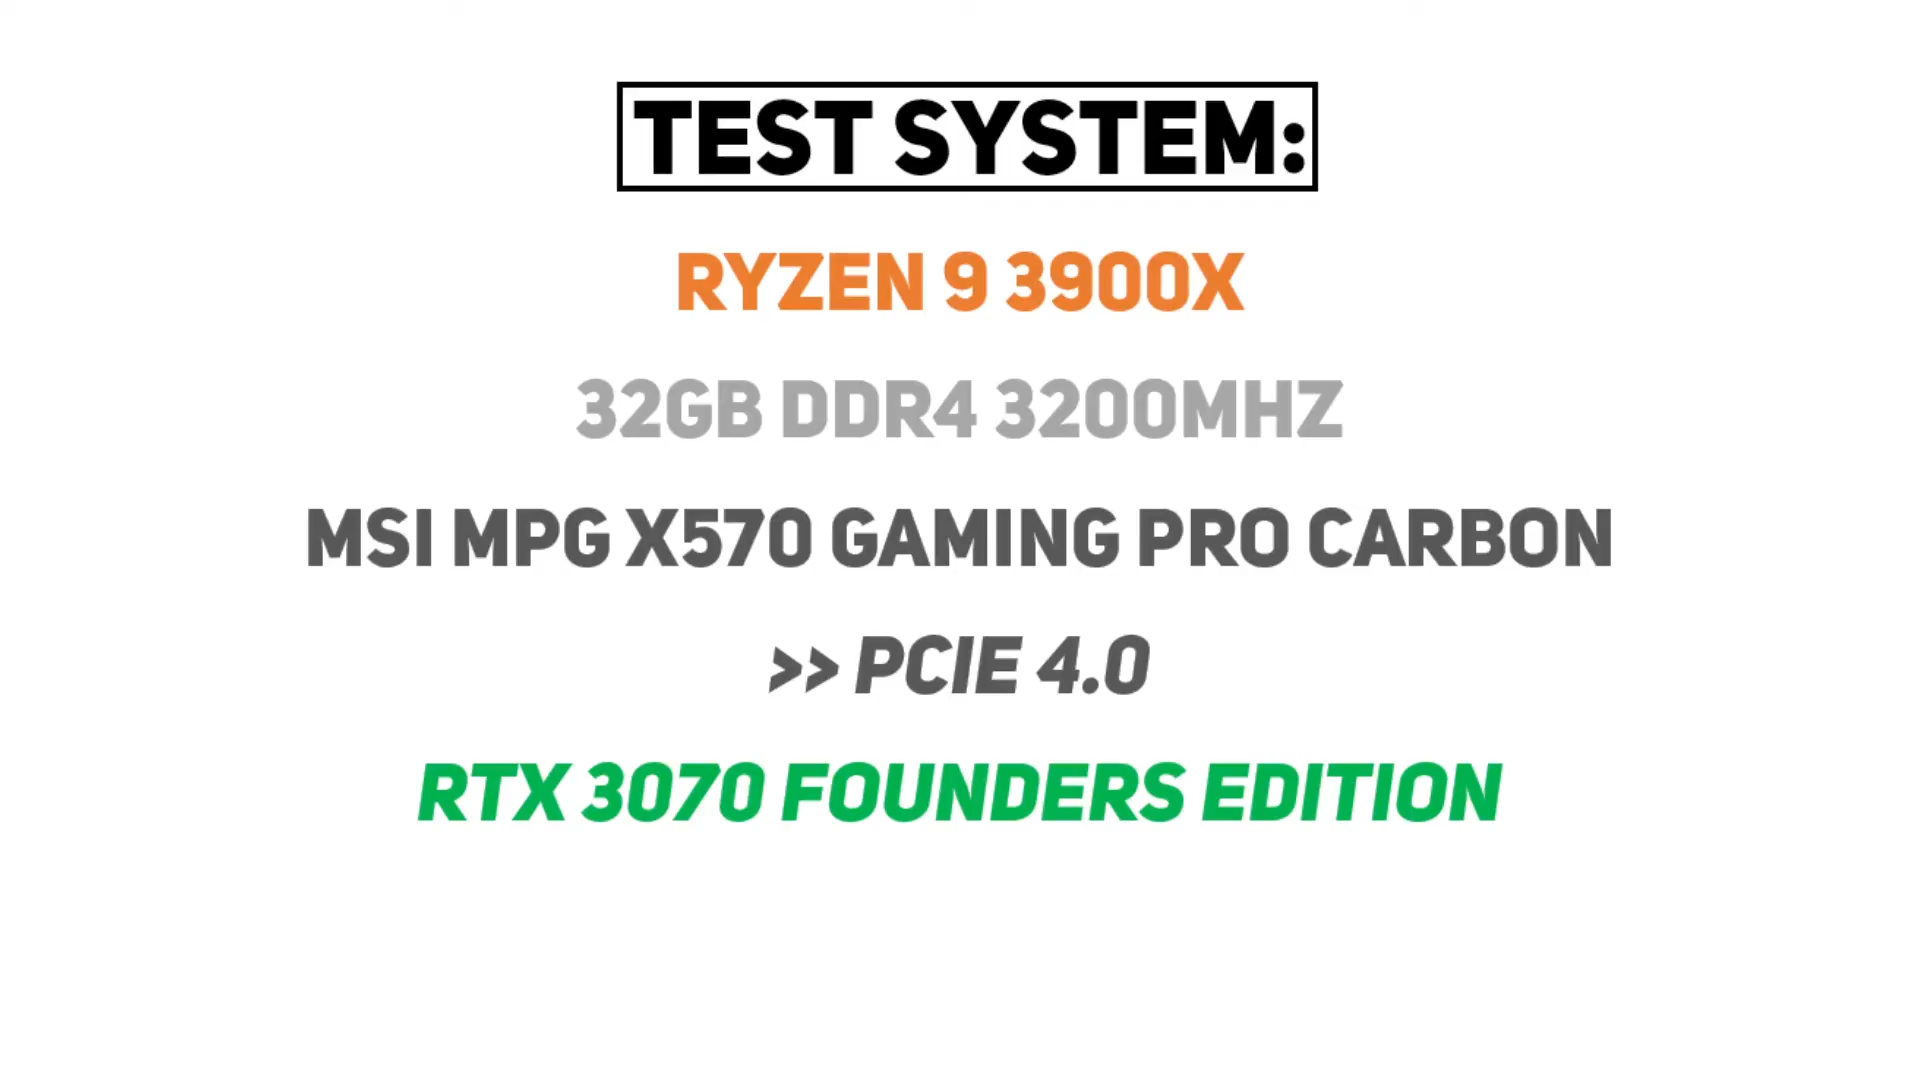 TEST SYSTEM:
RYZEN 9 3900X
32GB DDR4 3200MHZ
MSI MPG X570 GAMING PRO CARBON
>> PCIE 4.0
RTX 3070 FOUNDERS EDITION